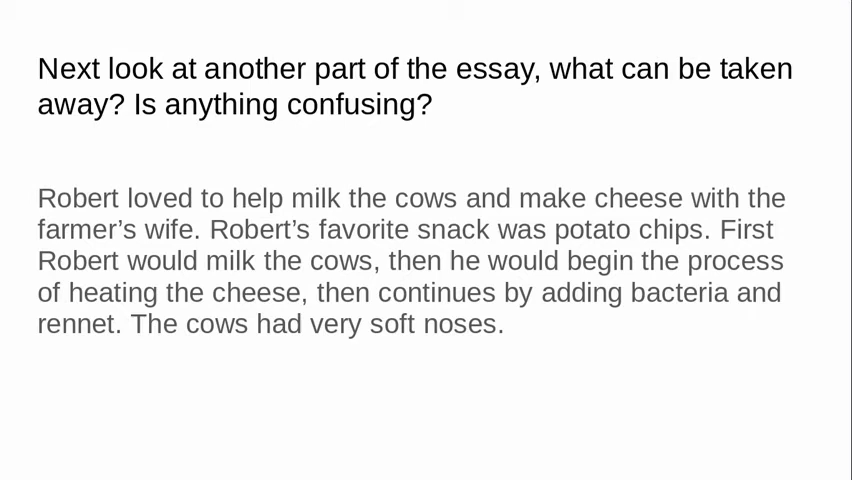 Next look at another part of the essay, what can be taken
away? Is anything confusing?
Robert loved to help milk the cows and make cheese with the
farmer’s wife. Robert’s favorite snack was potato chips. First
Robert would milk the cows, then he would begin the process
of heating the cheese, then continues by adding bacteria and
rennet. The cows had very soft noses.